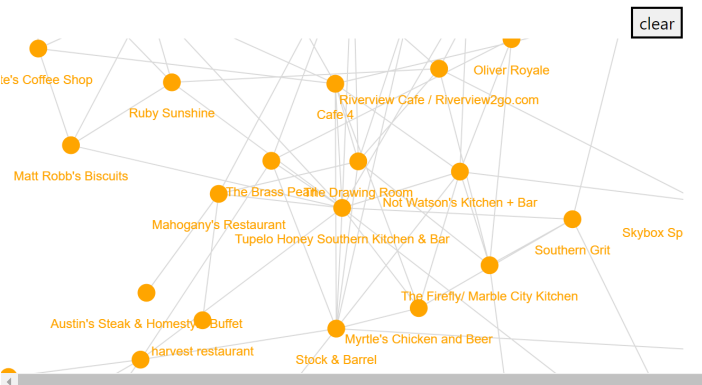 clear
Oliver Royale
te's Coffee Shop
Riverview Cafe / Riverview2go.com
Ruby Sunshine
Cafe 4
Matt Robb's Biscuits
The Brass Pearl
The Drawing Room
Not Watson's Kitchen + Bar
Mahogany's Restaurant
Skybox Sp
Tupelo Honey Southern Kitchen & Bar
Southern Grit
The Firefly/ Marble City Kitchen
Austin's Steak & Homestyle Buffet
Myrtle's Chicken and Beer
harvest restaurant
Stock & Barrel